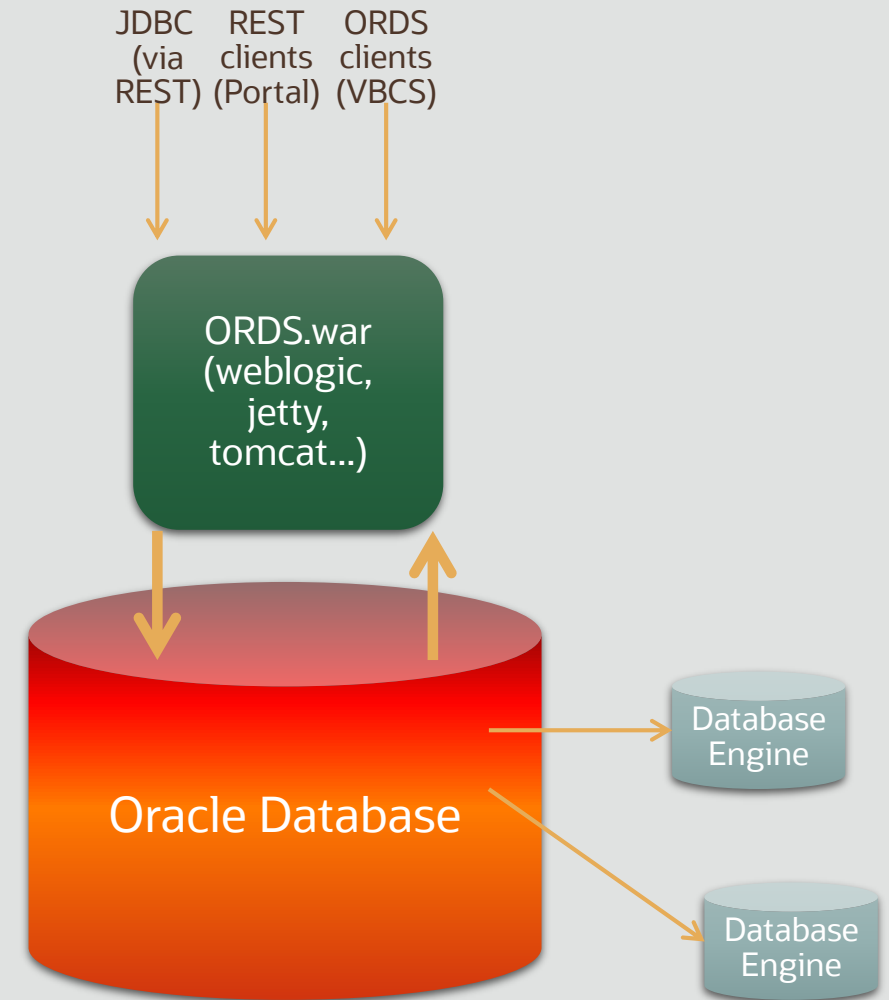 JDBC
(via
REST)
REST
clients
(Portal)
ORDS
clients
(VBCS)
ORDS.war
(weblogic,
jetty,
tomcat...)
Oracle Database
Database
Engine
Database
Engine